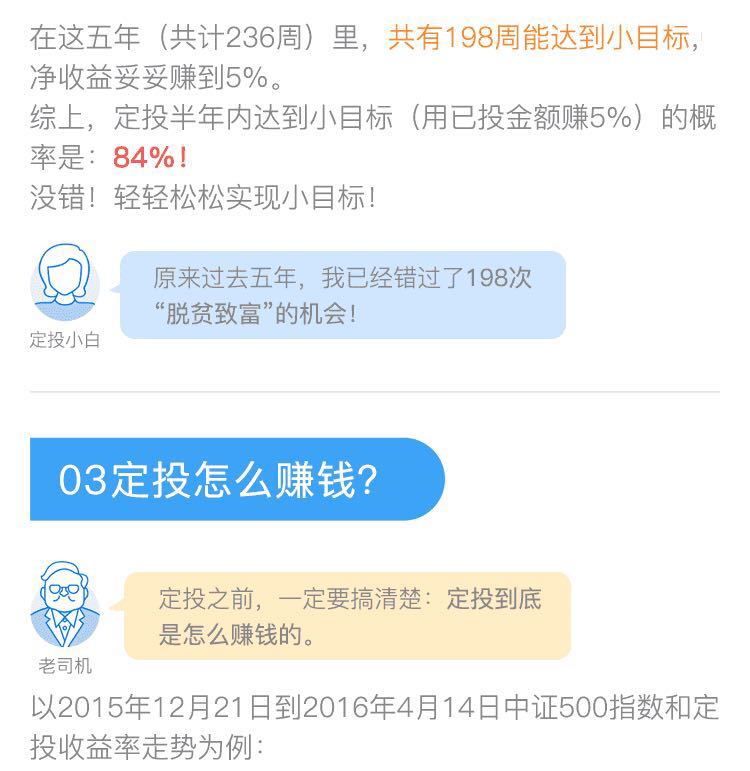 在这五年（共计236周）里，共有198周能达到小目标，
净收益妥妥赚到5%。
综上，定投半年内达到小目标（用已投金额赚5%）的概
率是：84%！
没错！轻轻松松实现小目标！
原来过去五年，我已经错过了198次
“脱贫致富”的机会！
定投小白
03定投怎么赚钱？
定投之前，一定要搞清楚：定投到底
是怎么赚钱的。
老司机
以2015年12月21日到2016年4月14日中证500指数和定
投收益率走势为例：